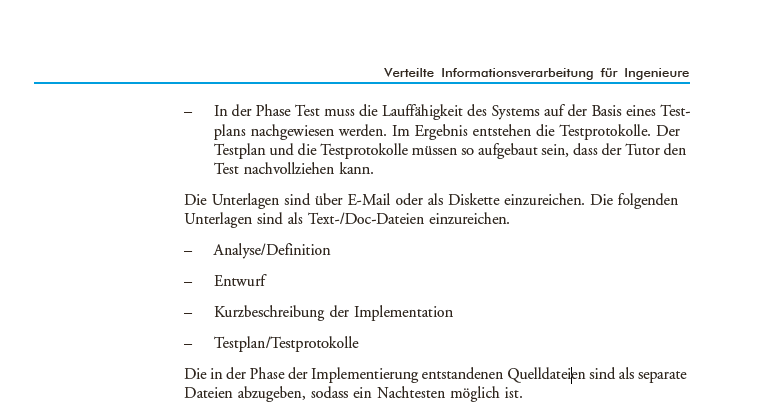 Verteilte Informationsverarbeitung für Ingenieure
– In der Phase Test muss die Lauffähigkeit des Systems auf der Basis eines Test-
plans nachgewiesen werden. Im Ergebnis entstehen die Testprotokolle. Der
Testplan und die Testprotokolle müssen so aufgebaut sein, dass der Tutor den
Test nachvollziehen kann.
Die Unterlagen sind über E-Mail oder als Diskette einzureichen. Die folgenden
Unterlagen sind als Text-/Doc-Dateien einzureichen.
– Analyse/Definition
– Entwurf
– Kurzbeschreibung der Implementation
– Testplan/Testprotokolle
Die in der Phase der Implementierung entstandenen Quelldateien sind als separate
Dateien abzugeben, sodass ein Nachtesten möglich ist.